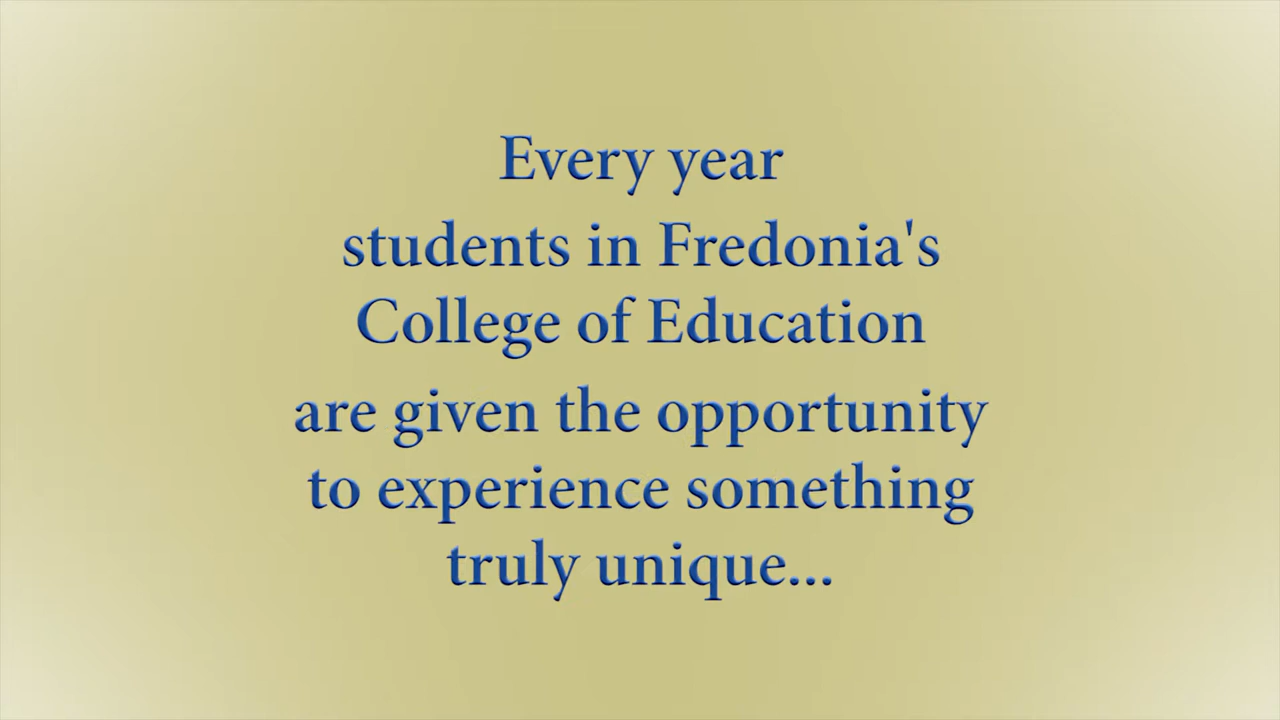 Every year
students in Fredonia's
College of Education
are given the opportunity
to experience something
truly unique...